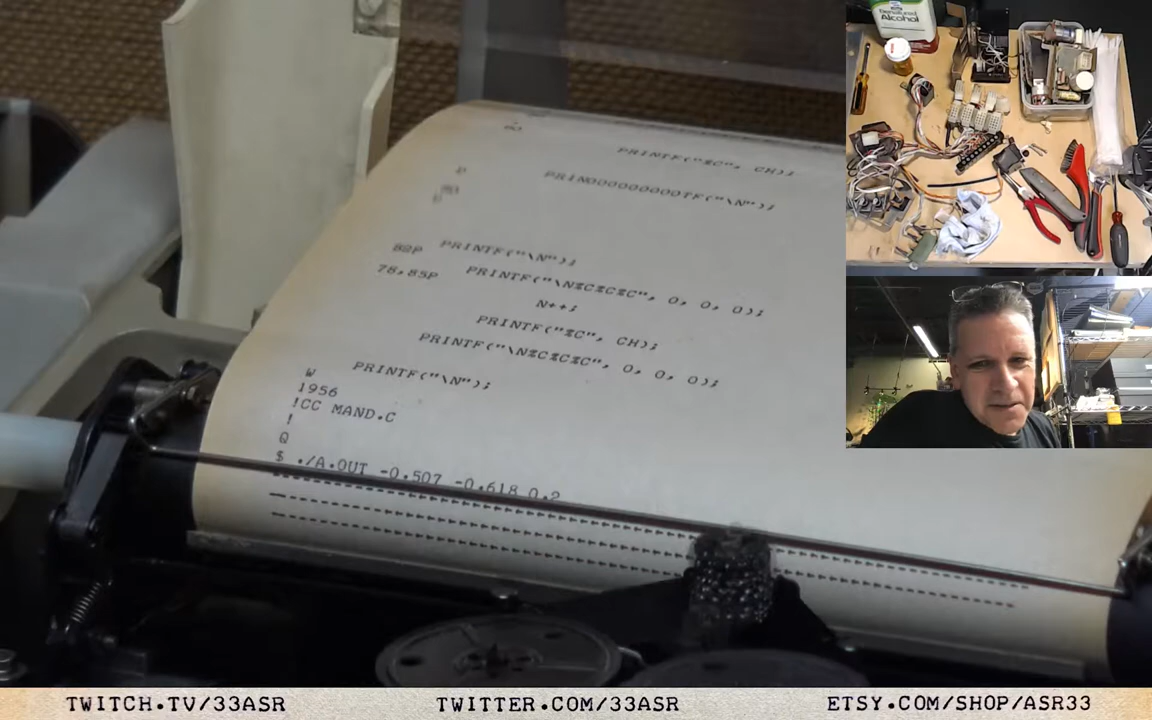 PRINTF("%C", CH);
P
PRINOOOOOOOOOOTF("\N");
PRINTF("\N");
82P
78,85P
PRINTF("\N%C%C%C", 0, 0, 0);
N++;
PRINTF("%C", CH);
PRINTF("\N%C%C%C", 0, 0, 0);
PRINTF("\N");
W
1956
!CC MAND.C
!
Q
$ ./A.OUT -0.507 -0.618 0.2
Denatured
Alcohol
TWITCH.TV/33ASR
TWITTER.COM/33ASR
ETSY.COM/SHOP/ASR33